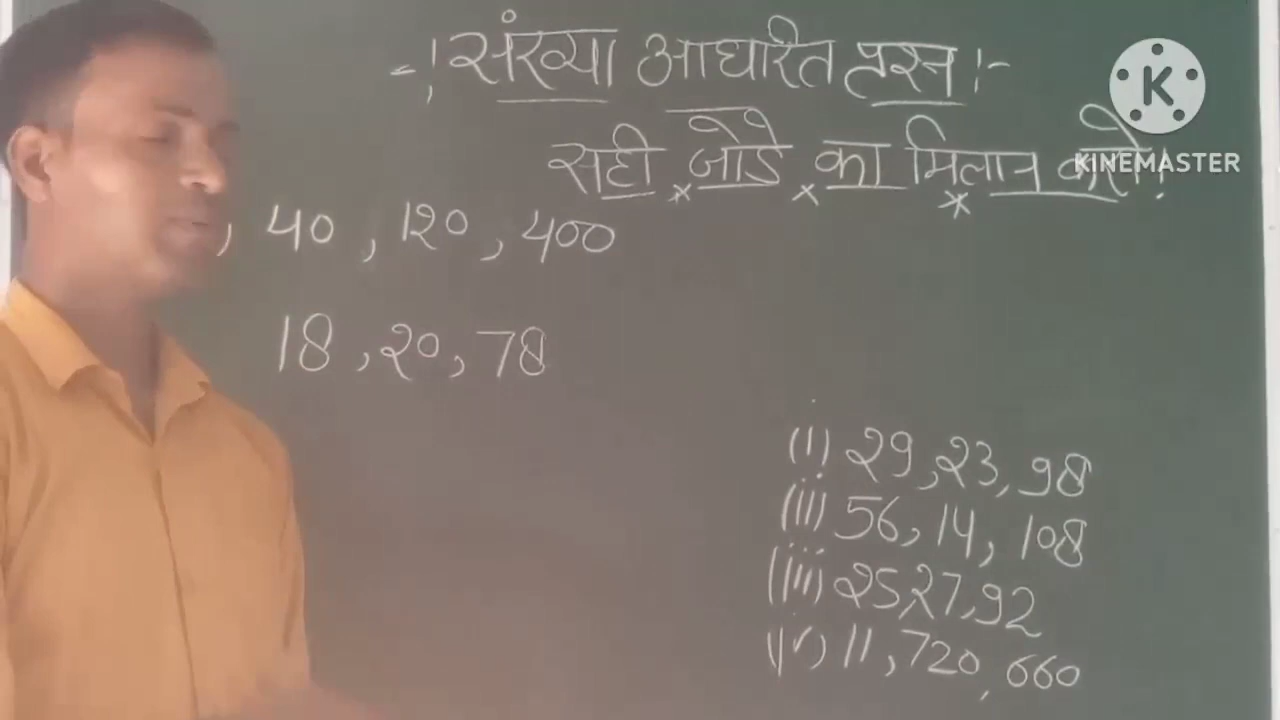 -! संख्या आधारित प्रश्न !-
सही जोडे का मिलान करो!
KINEMASTER
, 40, 120, 400
18, 20, 78
(i) 29, 23, 98
(ii) 56, 14, 108
(iii) 25, 27, 92
(iv) 11, 720, 660